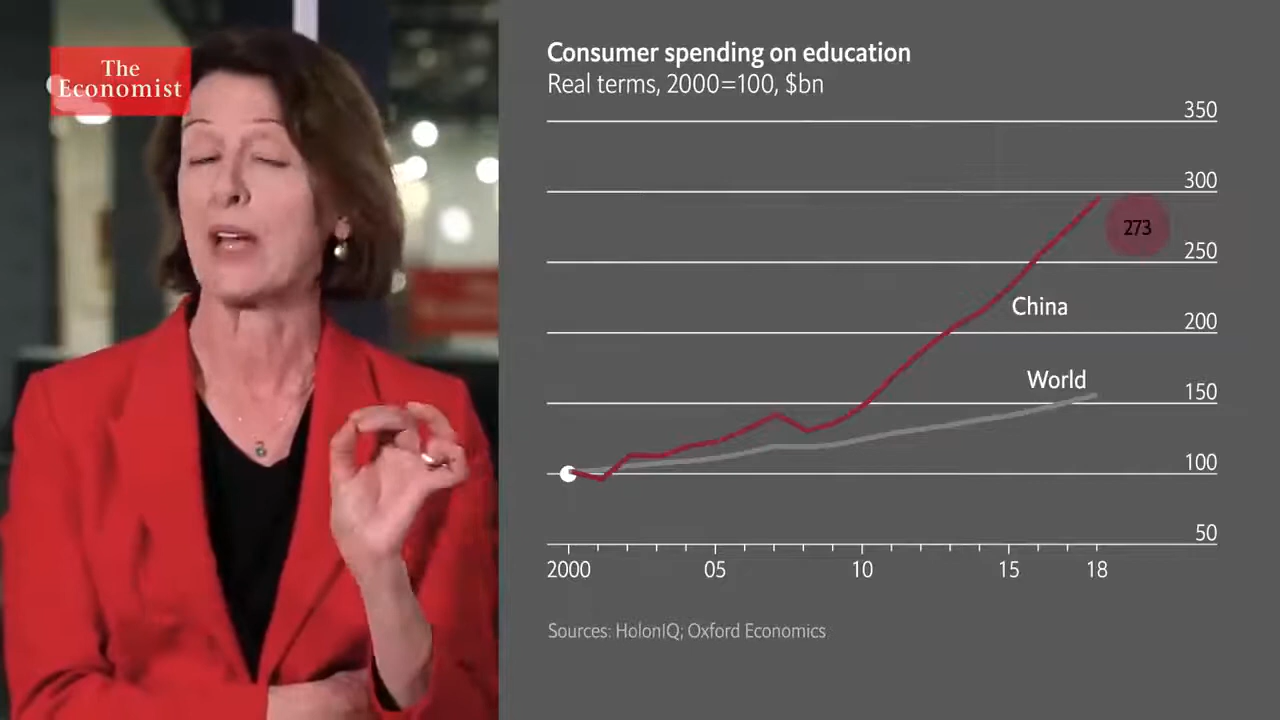 The
Economist
Consumer spending on education
Real terms, 2000=100, $bn
350
300
273
250
China
200
World
150
100
50
2000 05 10 15 18
Sources: HolonIQ; Oxford Economics